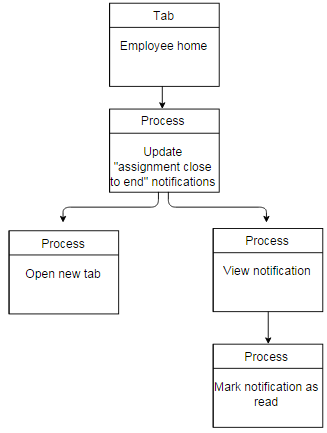 Tab
Employee home
Process
Update
"assignment close
to end" notifications
Process
Open new tab
Process
View notification
Process
Mark notification as
read